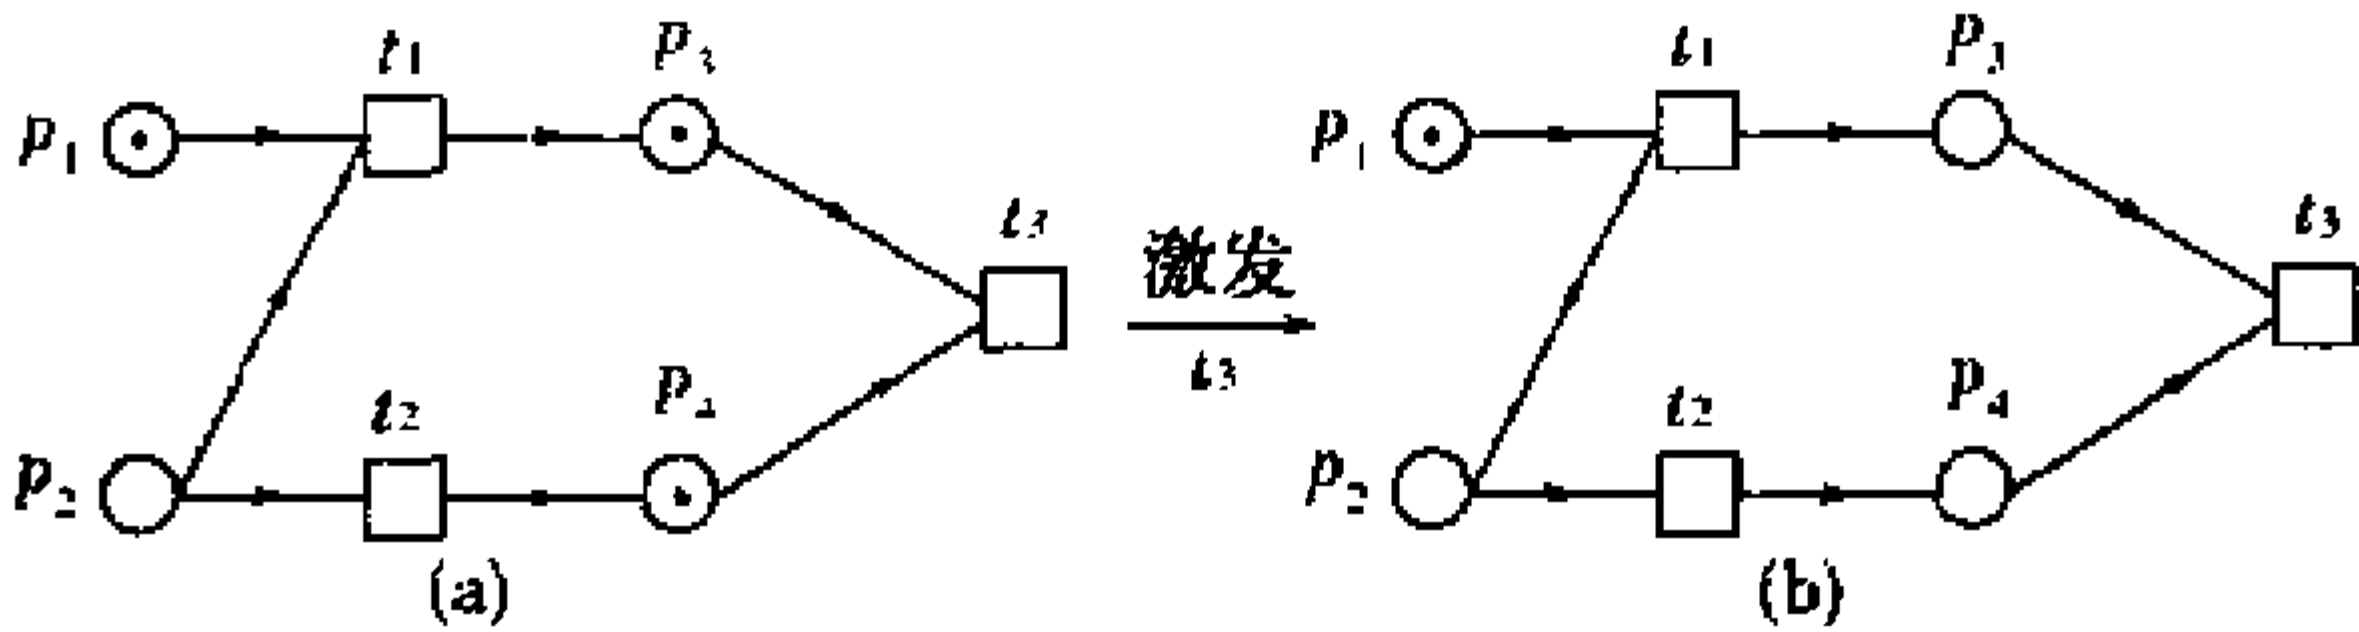 t1 p3 t1 p3
p1 p1
t3 t3
激发
t3
t2 p4 t2 p4
p2 p2
(a) (b)